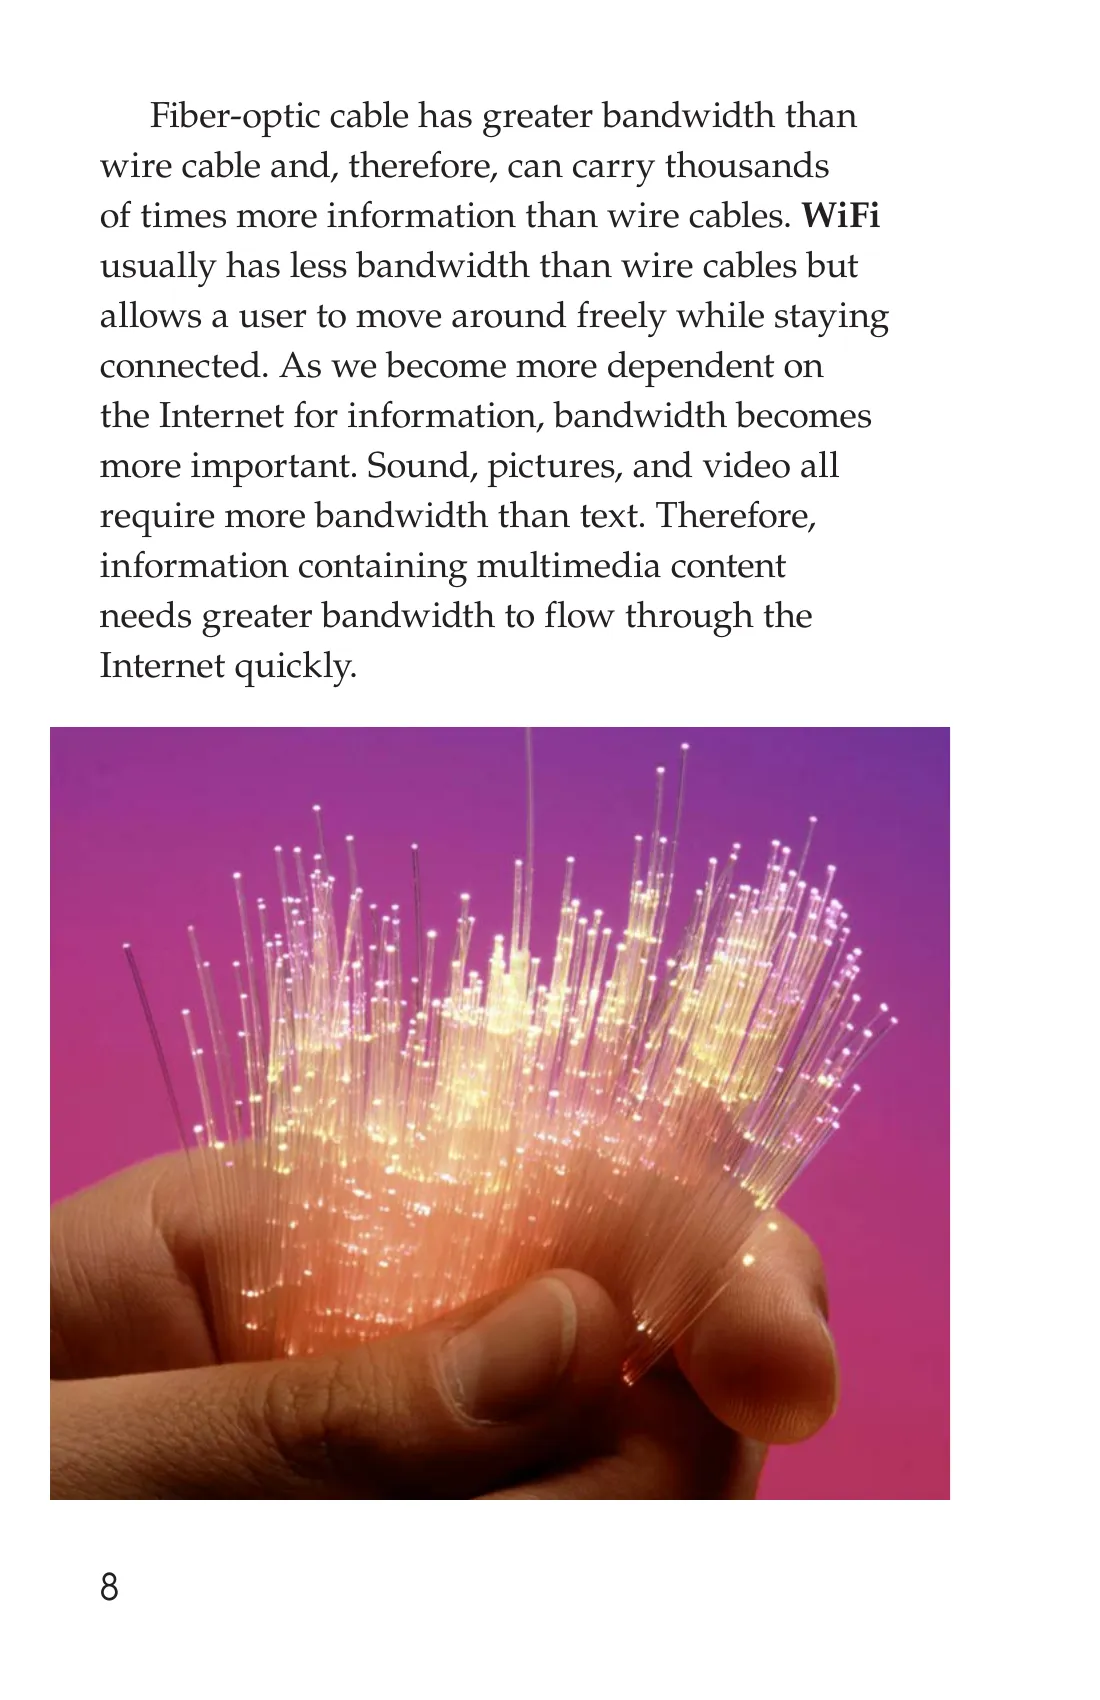 Fiber-optic cable has greater bandwidth than
wire cable and, therefore, can carry thousands
of times more information than wire cables. WiFi
usually has less bandwidth than wire cables but
allows a user to move around freely while staying
connected. As we become more dependent on
the Internet for information, bandwidth becomes
more important. Sound, pictures, and video all
require more bandwidth than text. Therefore,
information containing multimedia content
needs greater bandwidth to flow through the
Internet quickly.
8